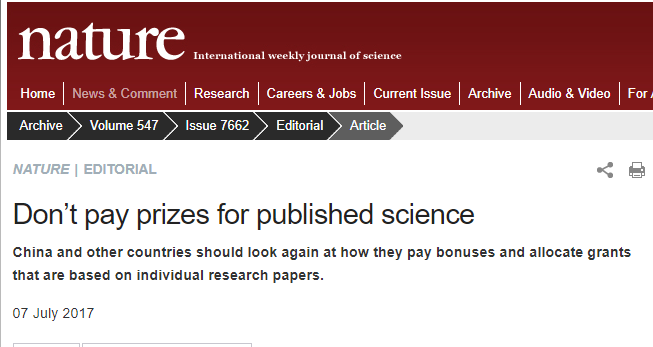 nature International weekly journal of science
Home News & Comment Research Careers & Jobs Current Issue Archive Audio & Video For
Archive Volume 547 Issue 7662 Editorial Article
NATURE | EDITORIAL
Don't pay prizes for published science
China and other countries should look again at how they pay bonuses and allocate grants
that are based on individual research papers.
07 July 2017